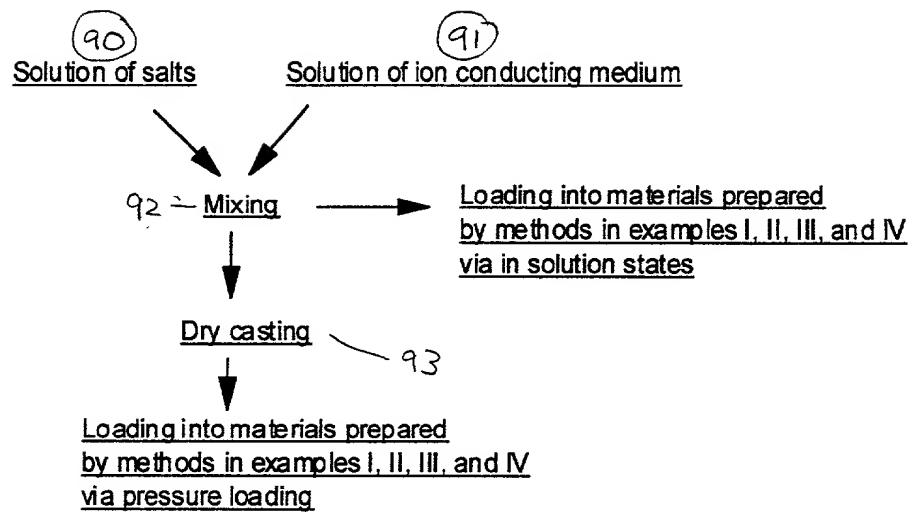 90
91
Solution of salts
Solution of ion conducting medium
92
Mixing
Loading into materials prepared
by methods in examples I, II, III, and IV
via in solution states
Dry casting
93
Loading into materials prepared
by methods in examples I, II, III, and IV
via pressure loading